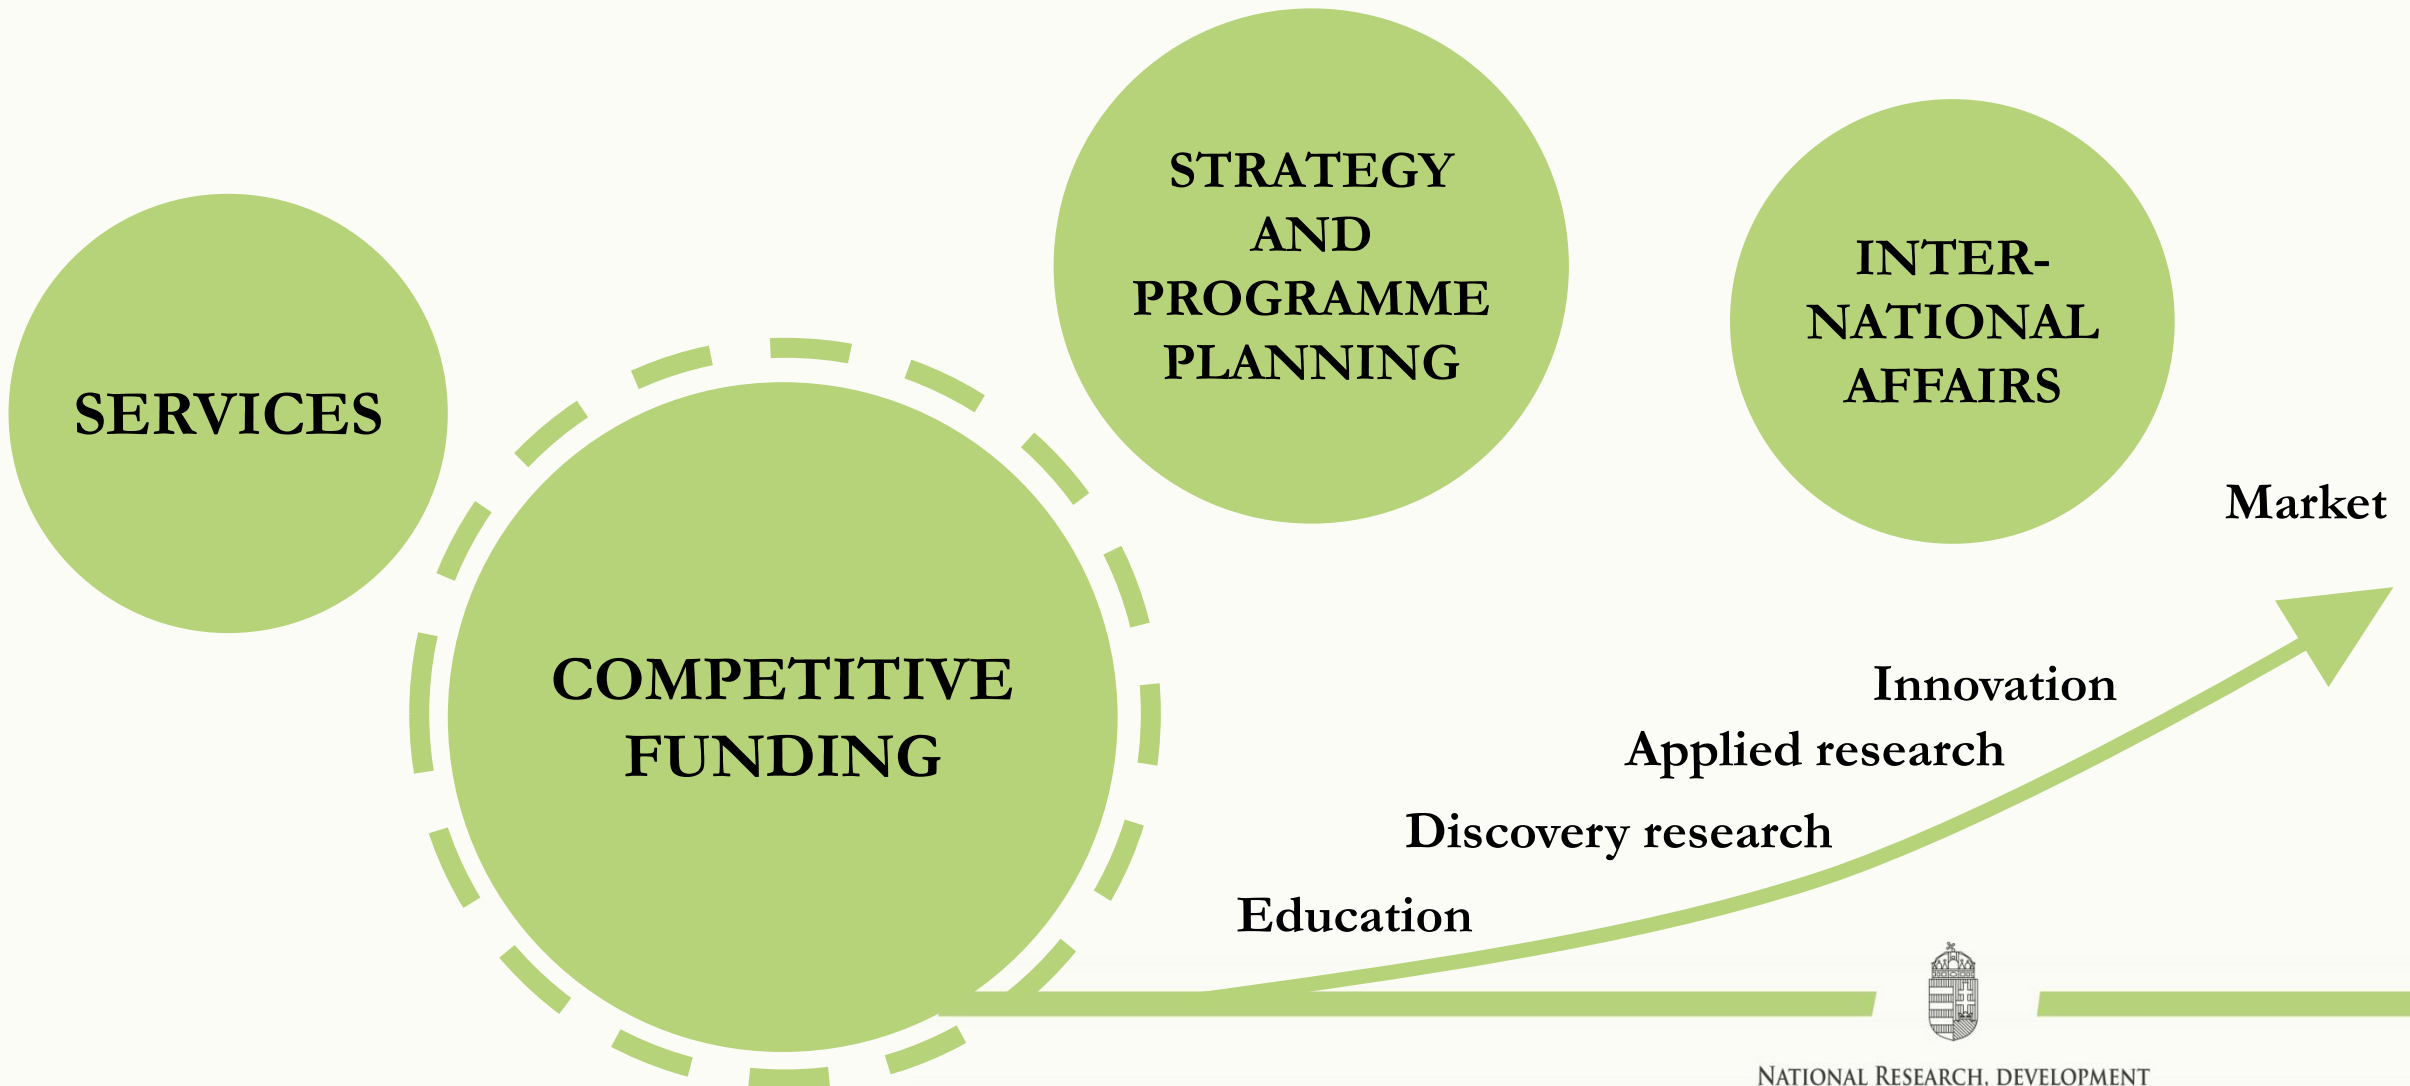 SERVICES
COMPETITIVE
FUNDING
STRATEGY
AND
PROGRAMME
PLANNING
INTER-
NATIONAL
AFFAIRS
Market
Innovation
Applied research
Discovery research
Education
NATIONAL RESEARCH, DEVELOPMENT